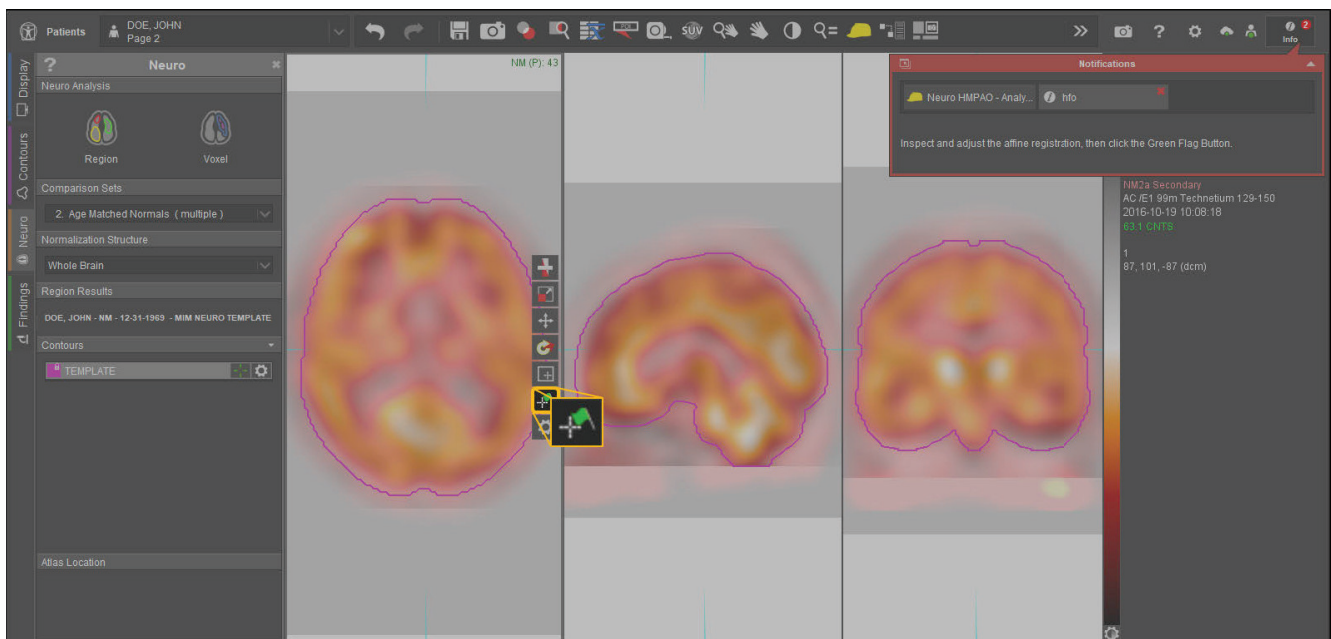 Patients
DOE, JOHN
Page 2
PCK
SUV
Info
2
Display
Contours
Neuro
Findings
?
Neuro
Neuro Analysis
Region
Voxel
Comparison Sets
2. Age Matched Normals ( multiple )
Normalization Structure
Whole Brain
Region Results
DOE, JOHN - NM - 12-31-1969 - MIM NEURO TEMPLATE
Contours
TEMPLATE
Atlas Location
NM (P): 43
Notifications
Neuro HMPAO - Analy...
hfo
Inspect and adjust the affine registration, then click the Green Flag Button.
NM2a Secondary
AC /E1 99m Technetium 129-150
2016-10-19 10:08:18
63.1 CNTS
1
87, 101, -87 (dcm)